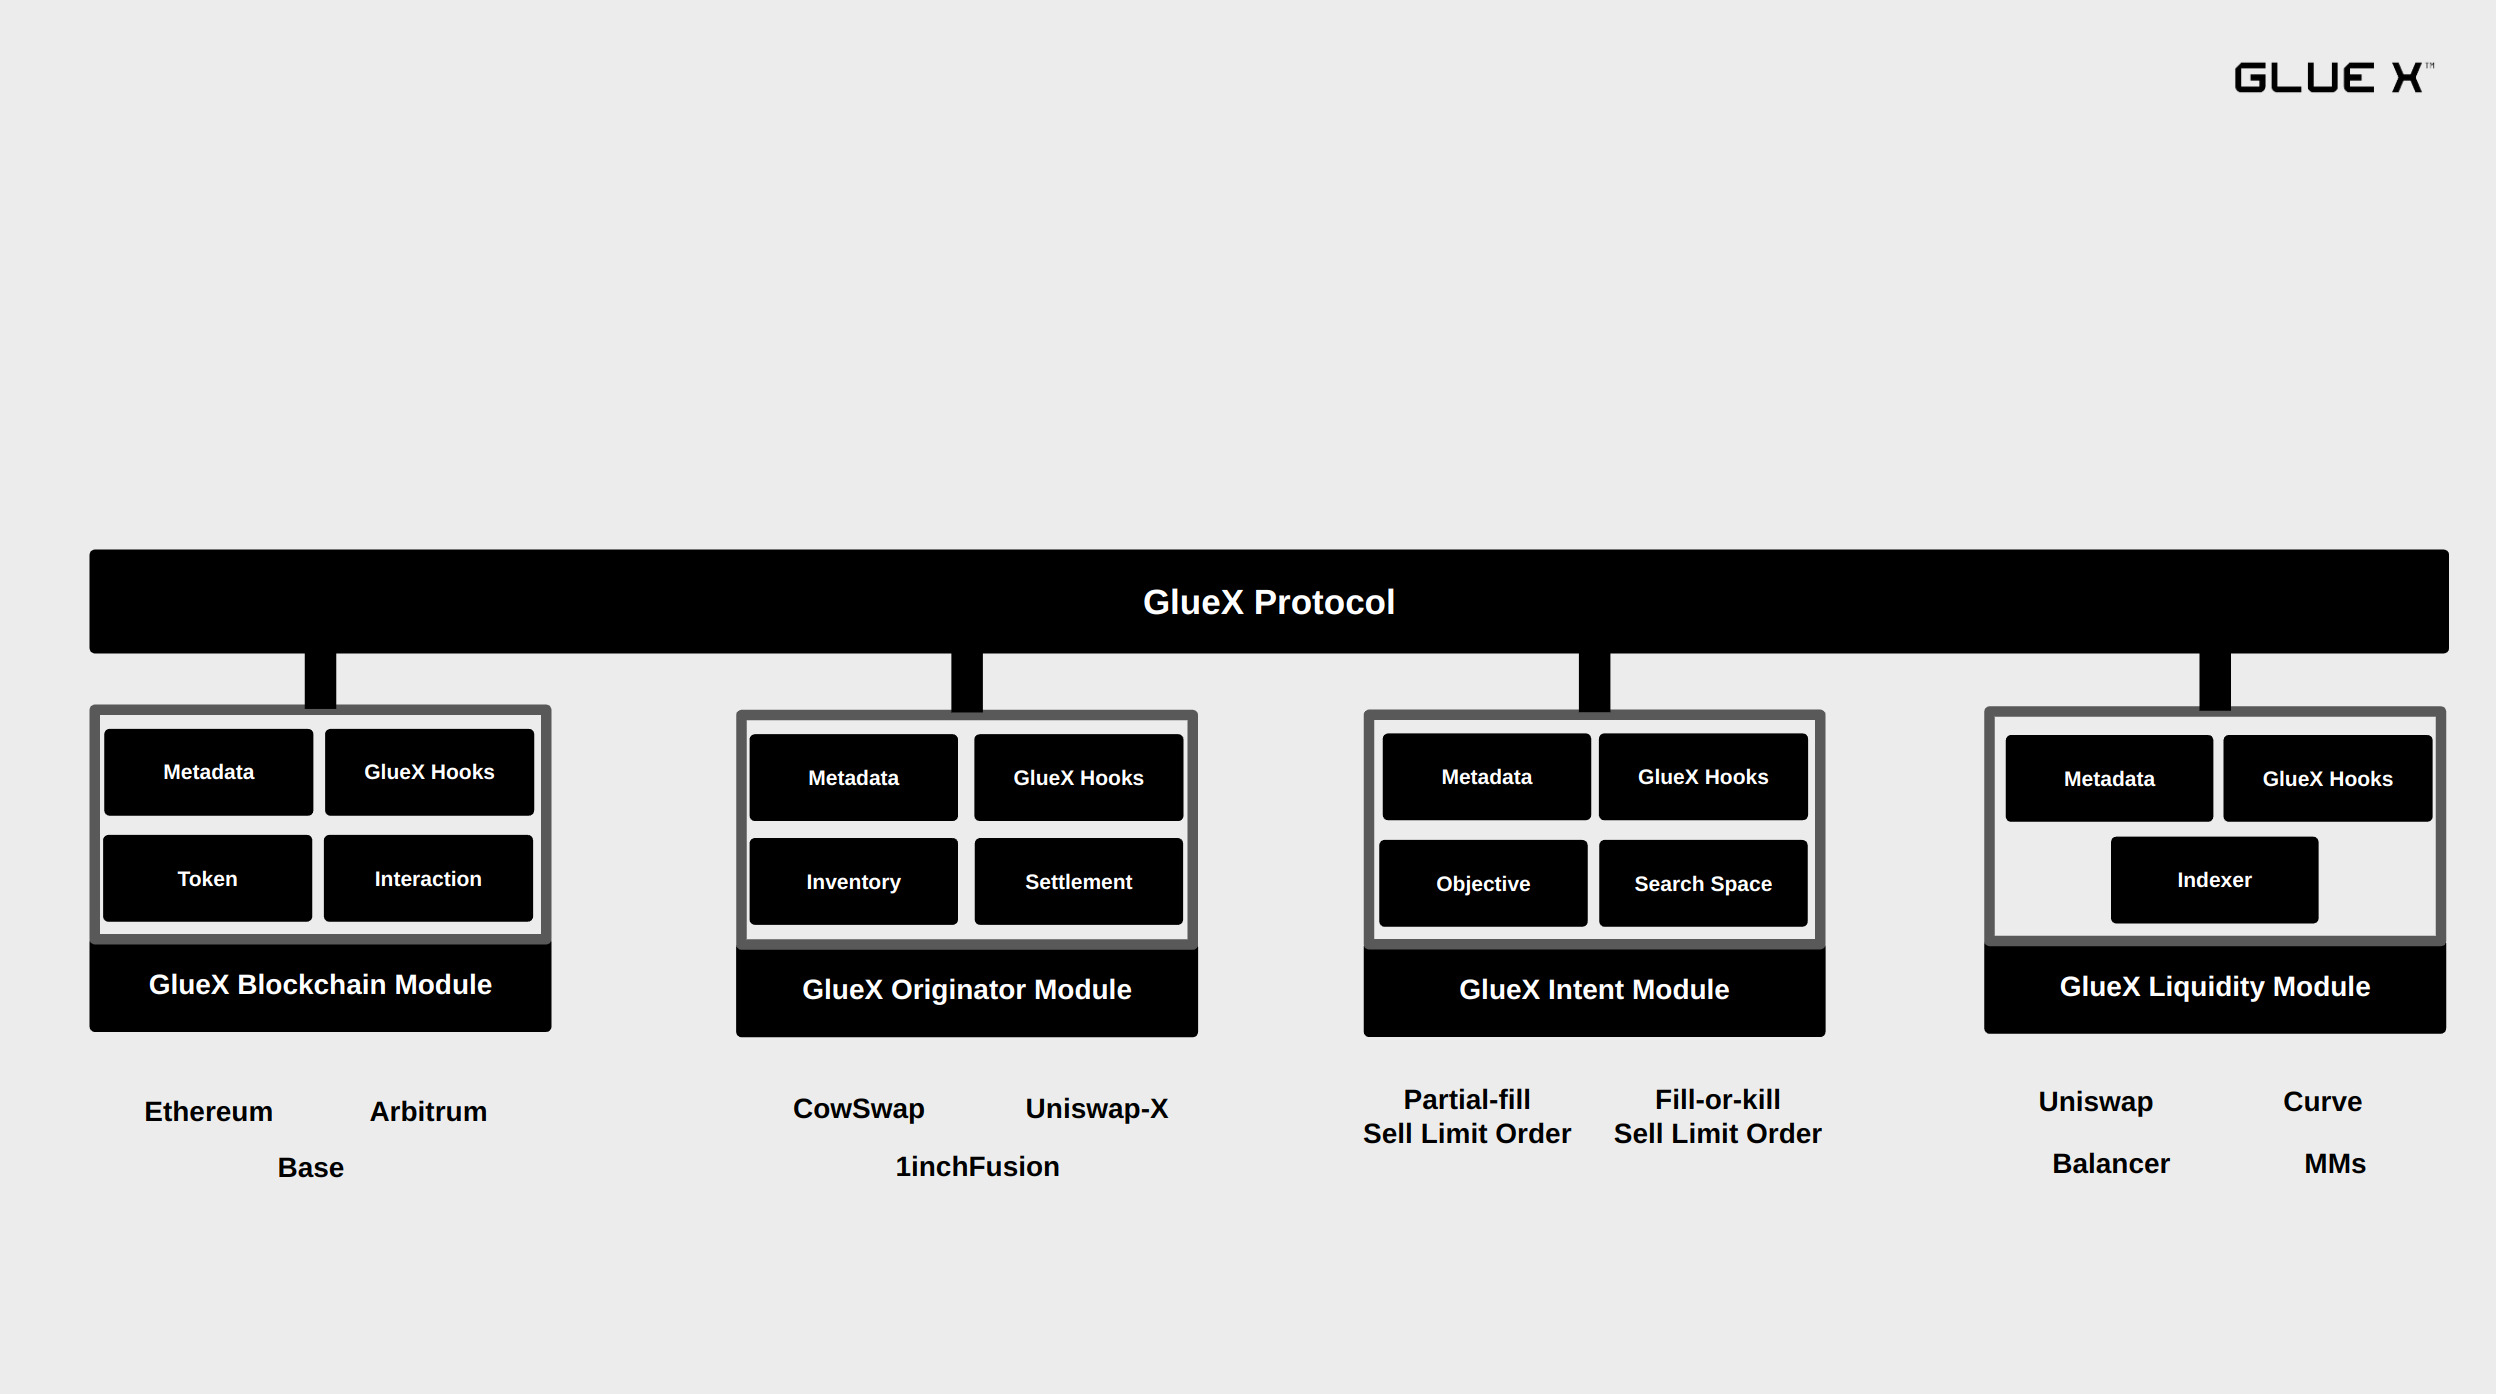 GLUE X™
GlueX Protocol
Metadata
GlueX Hooks
Token
Interaction
GlueX Blockchain Module
Ethereum
Arbitrum
Base
Metadata
GlueX Hooks
Inventory
Settlement
GlueX Originator Module
CowSwap
Uniswap-X
1inchFusion
Metadata
GlueX Hooks
Objective
Search Space
GlueX Intent Module
Partial-fill
Sell Limit Order
Fill-or-kill
Sell Limit Order
Metadata
GlueX Hooks
Indexer
GlueX Liquidity Module
Uniswap
Curve
Balancer
MMs